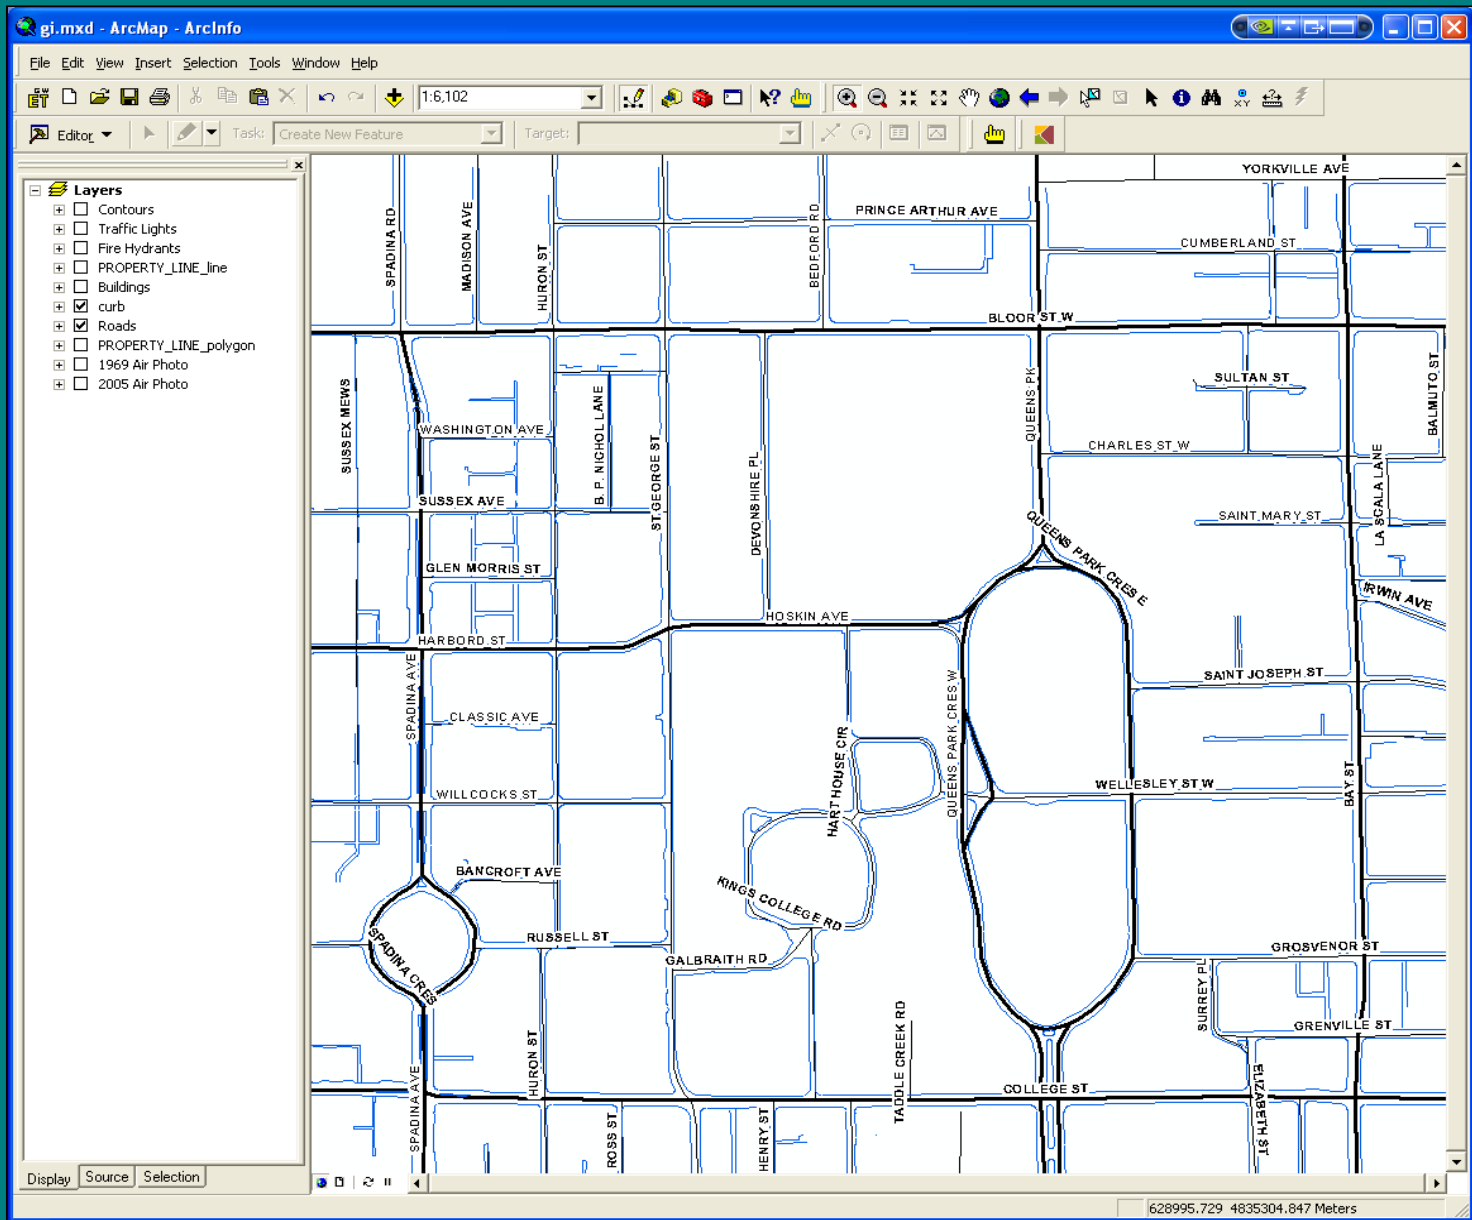 gi.mxd - ArcMap - ArcInfo
File Edit View Insert Selection Tools Window Help
1:6,102
Editor Task: Create New Feature Target:
Layers
Contours
Traffic Lights
Fire Hydrants
PROPERTY_LINE_line
Buildings
curb
Roads
PROPERTY_LINE_polygon
1969 Air Photo
2005 Air Photo
YORKVILLE AVE
PRINCE ARTHUR AVE
SPADINA RD
MADISON AVE
HURON ST
BEDFORD RD
CUMBERLAND ST
BLOOR ST W
SULTAN ST
SUSSEX MEWS
WASHINGTON AVE
B. P. NICHOL LANE
ST.GEORGE ST
DEVONSHIRE PL
QUEENS PK
BALMUTO ST
CHARLES ST W
LA SCALA LANE
SUSSEX AVE
SAINT MARY ST
QUEENS PARK CRES E
GLEN MORRIS ST
IRWIN AVE
HOSKIN AVE
HARBORD ST
SPADINA AVE
SAINT JOSEPH ST
CLASSIC AVE
HART HOUSE CIR
QUEENS PARK CRES W
WELLESLEY ST W
BAY ST
WILLCOCKS ST
BANCROFT AVE
KINGS COLLEGE RD
SPADINA CRES
RUSSELL ST
GALBRAITH RD
GROSVENOR ST
SURREY PL
GRENVILLE ST
HURON ST
TADDLE CREEK RD
COLLEGE ST
ELIZABETH ST
SPADINA AVE
ROSS ST
HENRY ST
Display Source Selection
628995.729 4835304.847 Meters